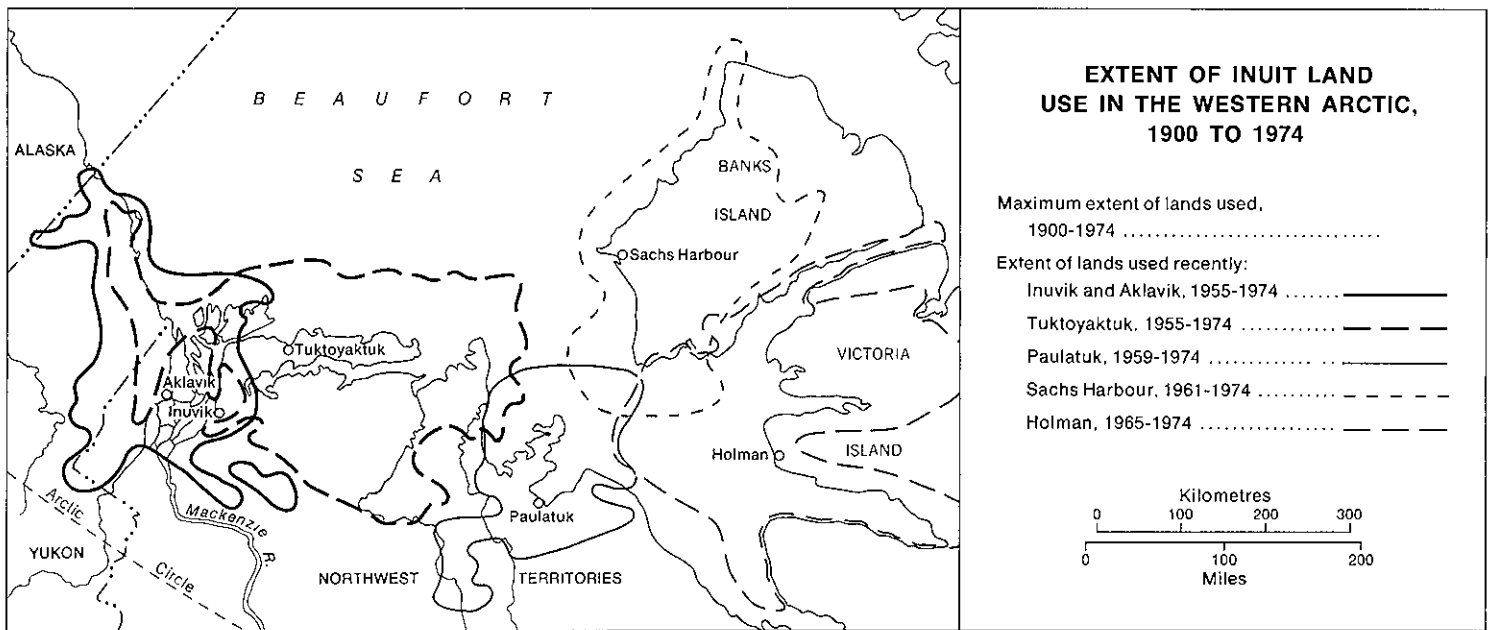 BEAUFORT
SEA
ALASKA
BANKS
ISLAND
Sachs Harbour
Tuktoyaktuk
VICTORIA
Aklavik
Inuvik
Holman
ISLAND
Paulatuk
Arctic
Circle
Mackenzie R.
YUKON
NORTHWEST TERRITORIES
EXTENT OF INUIT LAND
USE IN THE WESTERN ARCTIC,
1900 TO 1974
Maximum extent of lands used,
1900-1974 ..............................
Extent of lands used recently:
Inuvik and Aklavik, 1955-1974 .......
Tuktoyaktuk, 1955-1974 ............
Paulatuk, 1959-1974 ................
Sachs Harbour, 1961-1974 ..........
Holman, 1965-1974 .................
Kilometres
0 100 200 300
0 100 200
Miles